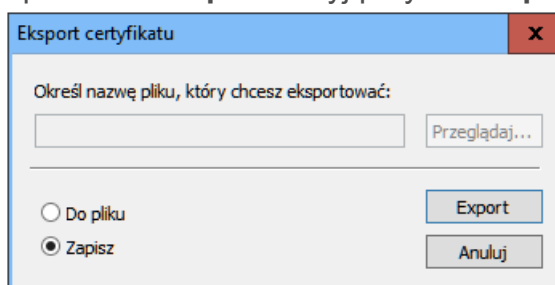 Eksport certyfikatu
x
Określ nazwę pliku, który chcesz eksportować:
Przeglądaj...
Do pliku
Export
Zapisz
Anuluj